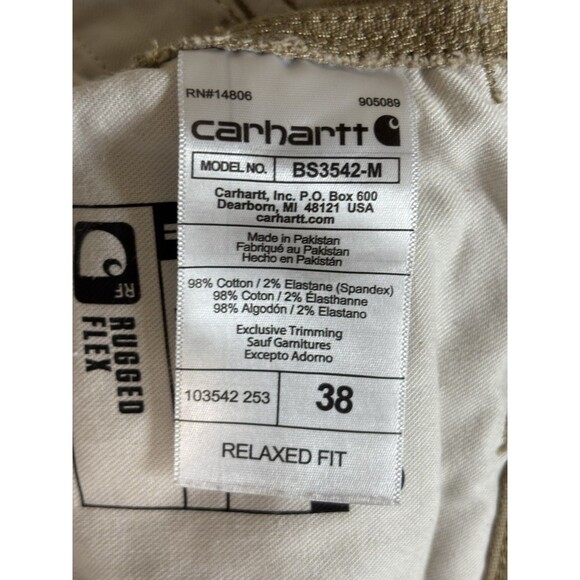 RN#14806 905089
carhartt
MODEL NO. BS3542-M
Carhartt, Inc. P.O. Box 600
Dearborn, MI 48121 USA
carhartt.com
Made in Pakistan
Fabriqué au Pakistan
Hecho en Pakistán
98% Cotton / 2% Elastane (Spandex)
98% Coton / 2% Élasthanne
98% Algodón / 2% Elastano
Exclusive Trimming
Sauf Garnitures
Excepto Adorno
103542 253 38
RELAXED FIT
RF
RUGGED
FLEX